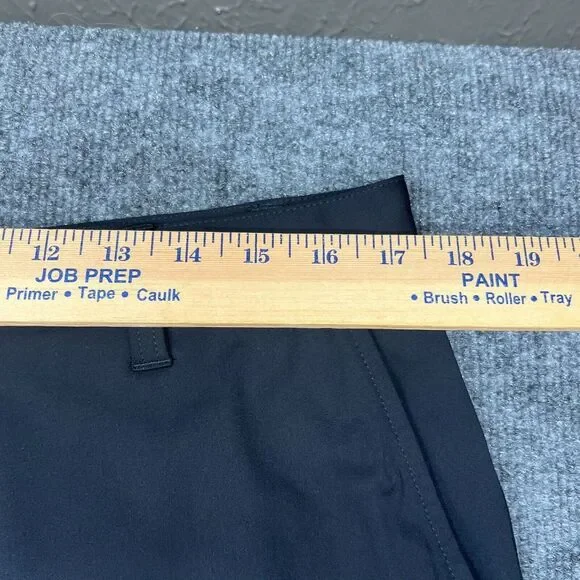 12 13 14 15 16 17 18 19
JOB PREP PAINT
Primer • Tape • Caulk • Brush • Roller • Tray